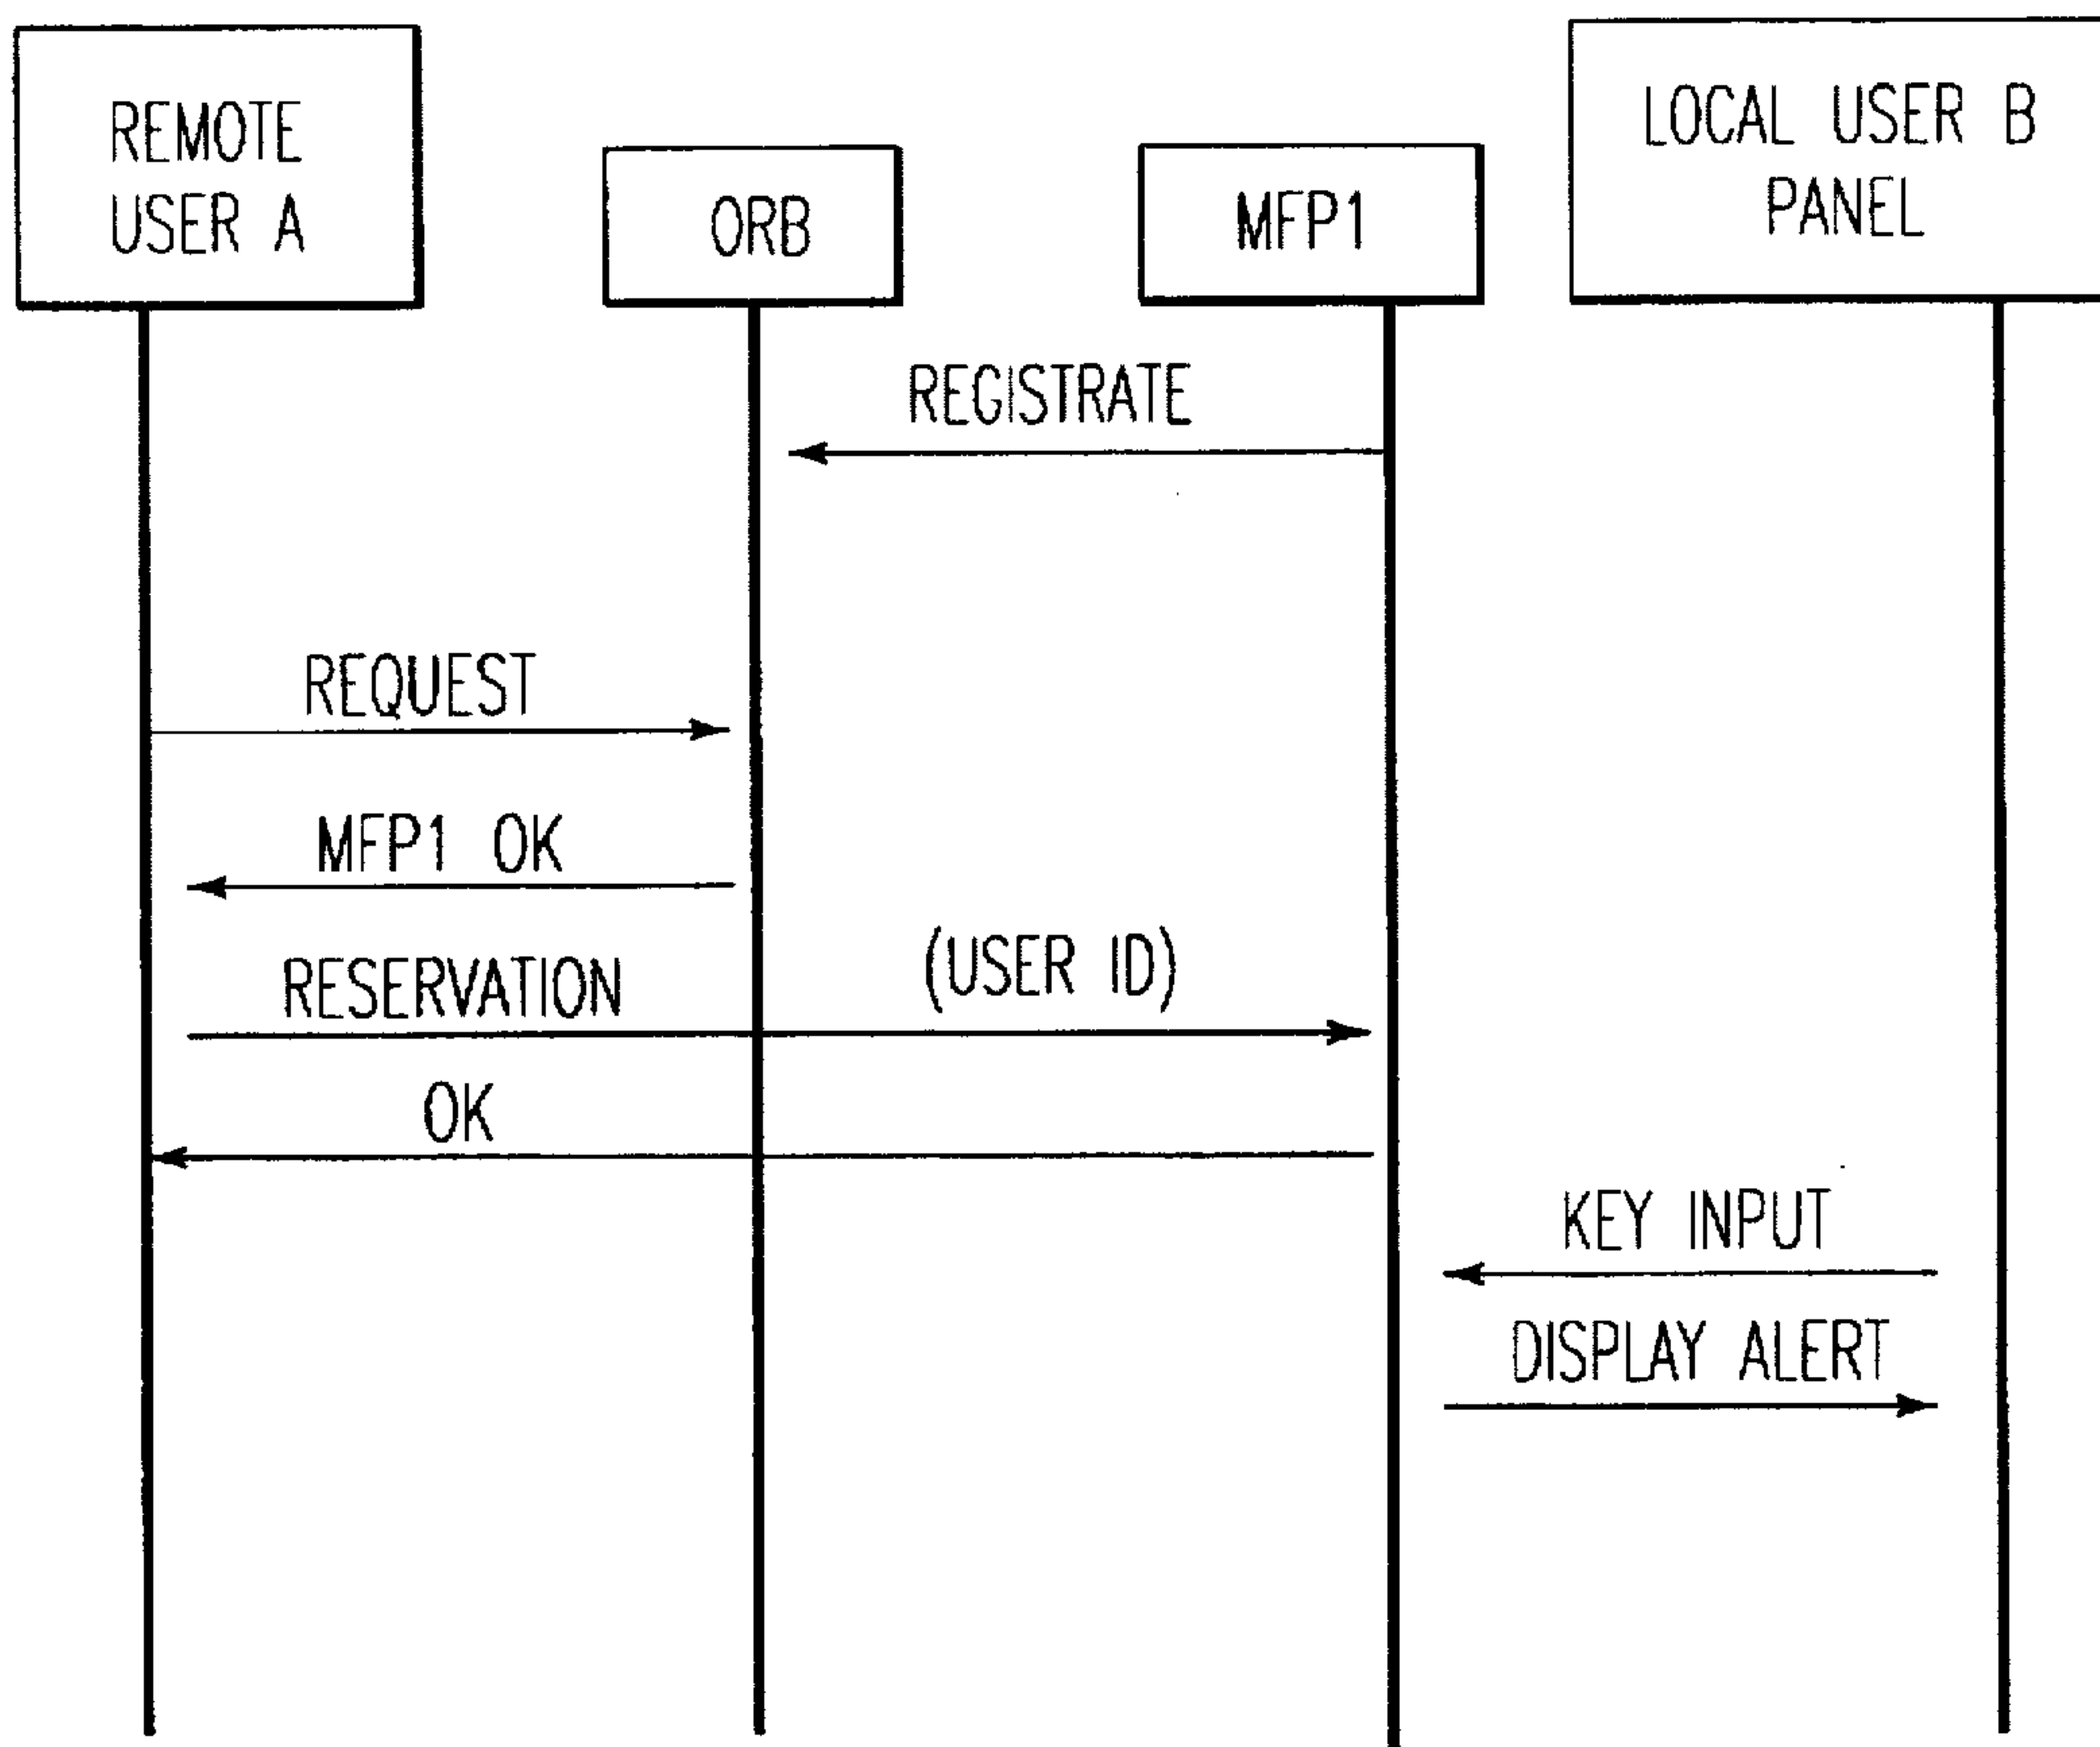 REMOTE
USER A
ORB
MFP1
LOCAL USER B
PANEL
REGISTRATE
REQUEST
MFP1 OK
RESERVATION
(USER ID)
OK
KEY INPUT
DISPLAY ALERT